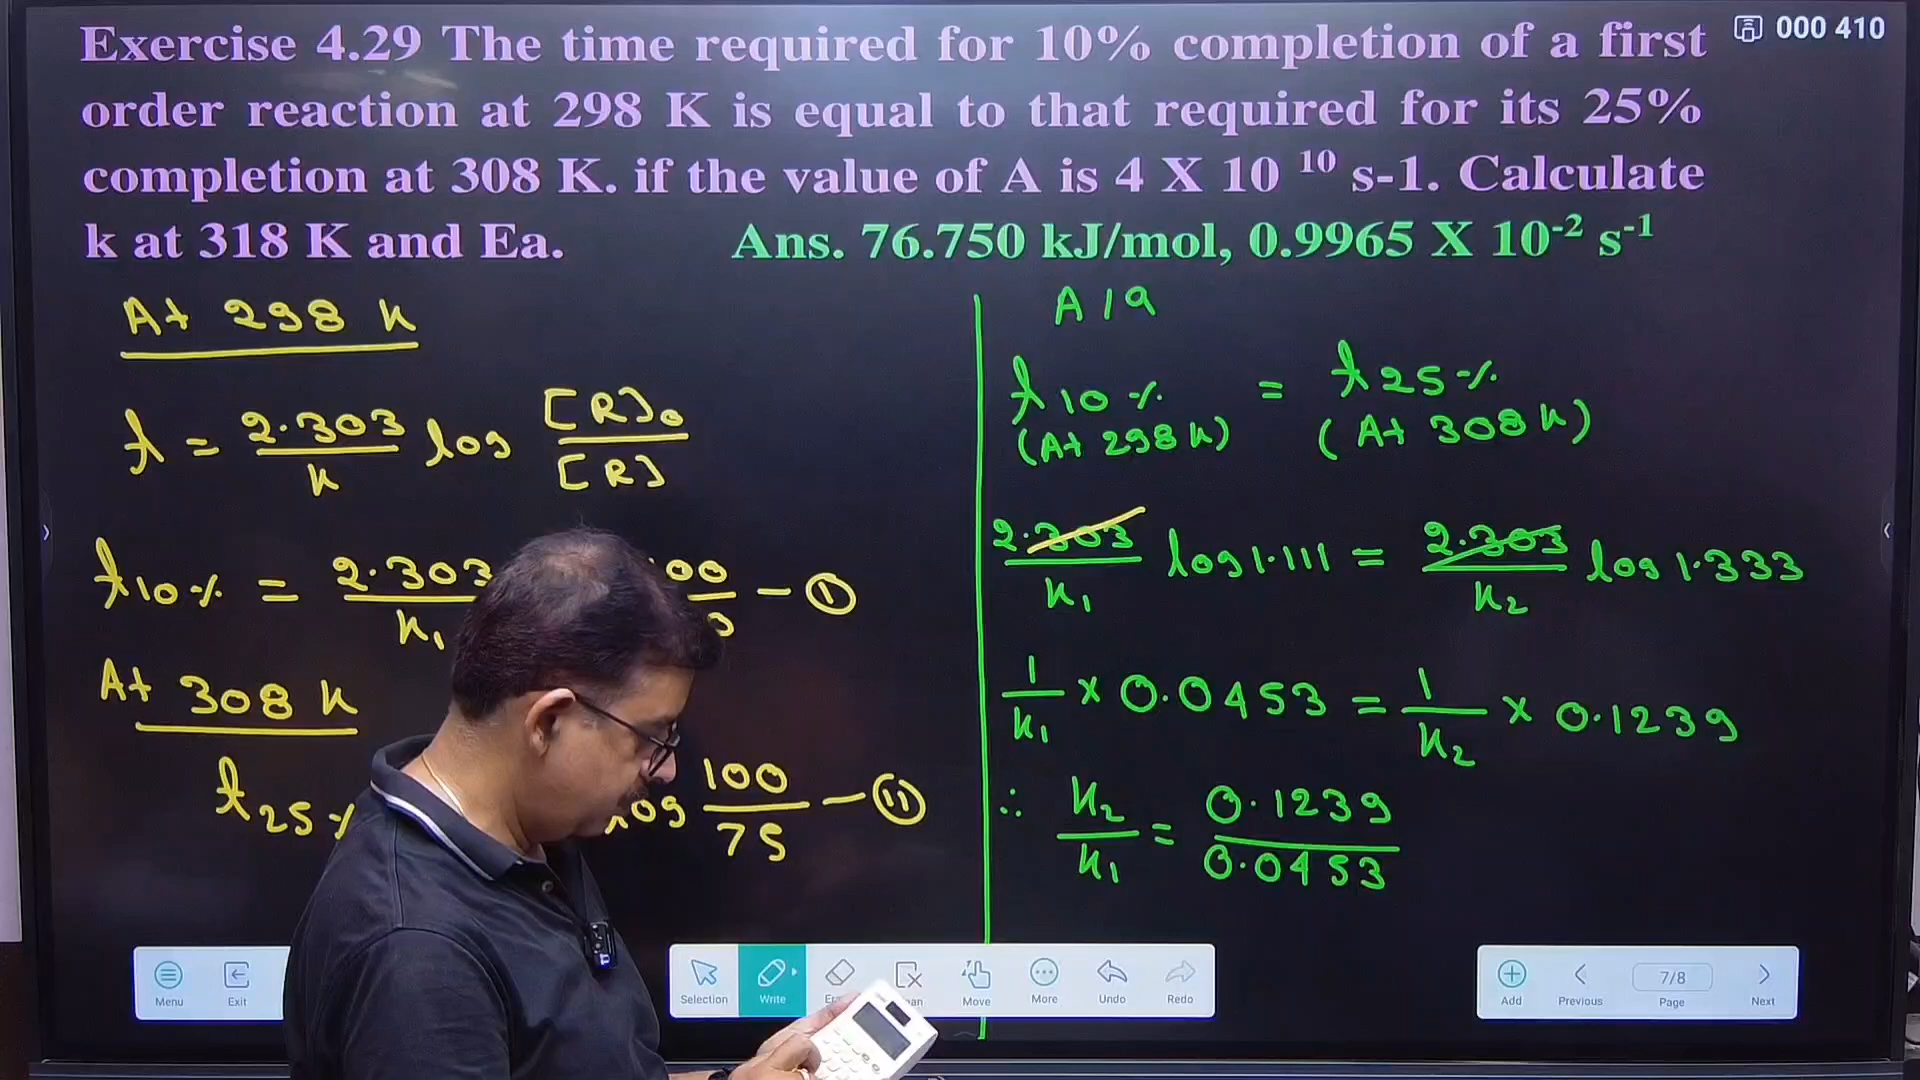 Exercise 4.29 The time required for 10% completion of a first
order reaction at 298 K is equal to that required for its 25%
completion at 308 K. if the value of A is 4 X 10 ¹⁰ s-1. Calculate
k at 318 K and Ea. Ans. 76.750 kJ/mol, 0.9965 X 10⁻² s⁻¹
000 410
At 298 K
t = 2.303/k log [R]₀/[R]
t10% = 2.303/K₁ 00 — ①
At 308 K
t25% log 100/75 — ⑪
A/q
t10% = t25%
(At 298 K) (At 308 K)
2.303/K₁ log 1.111 = 2.303/K₂ log 1.333
1/K₁ × 0.0453 = 1/K₂ × 0.1239
∴ K₂/K₁ = 0.1239/0.0453
Menu Exit
Selection Write Move More Undo Redo
Add Previous 7/8 Page Next